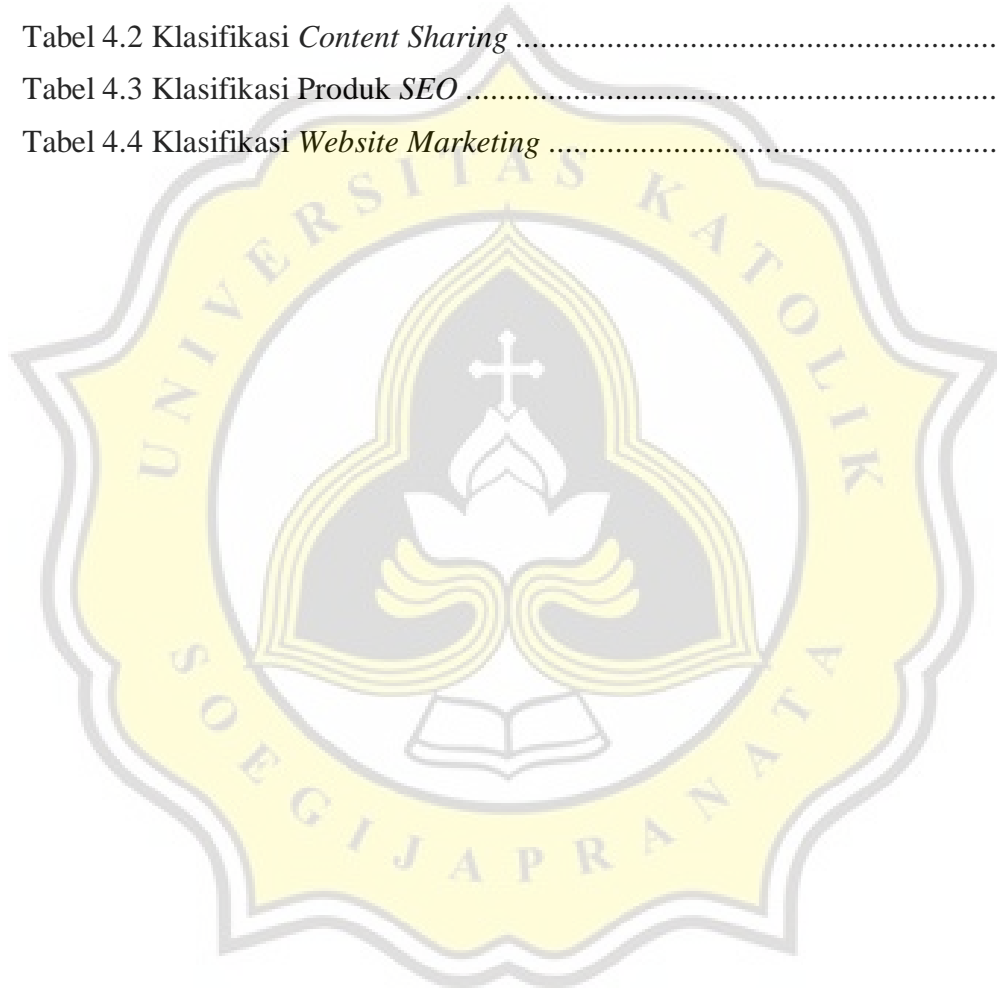 Tabel 4.2 Klasifikasi Content Sharing ......................................................
Tabel 4.3 Klasifikasi Produk SEO ............................................................
Tabel 4.4 Klasifikasi Website Marketing ..................................................
UNIVERSITAS KATOLIK
SOEGIJAPRANATA